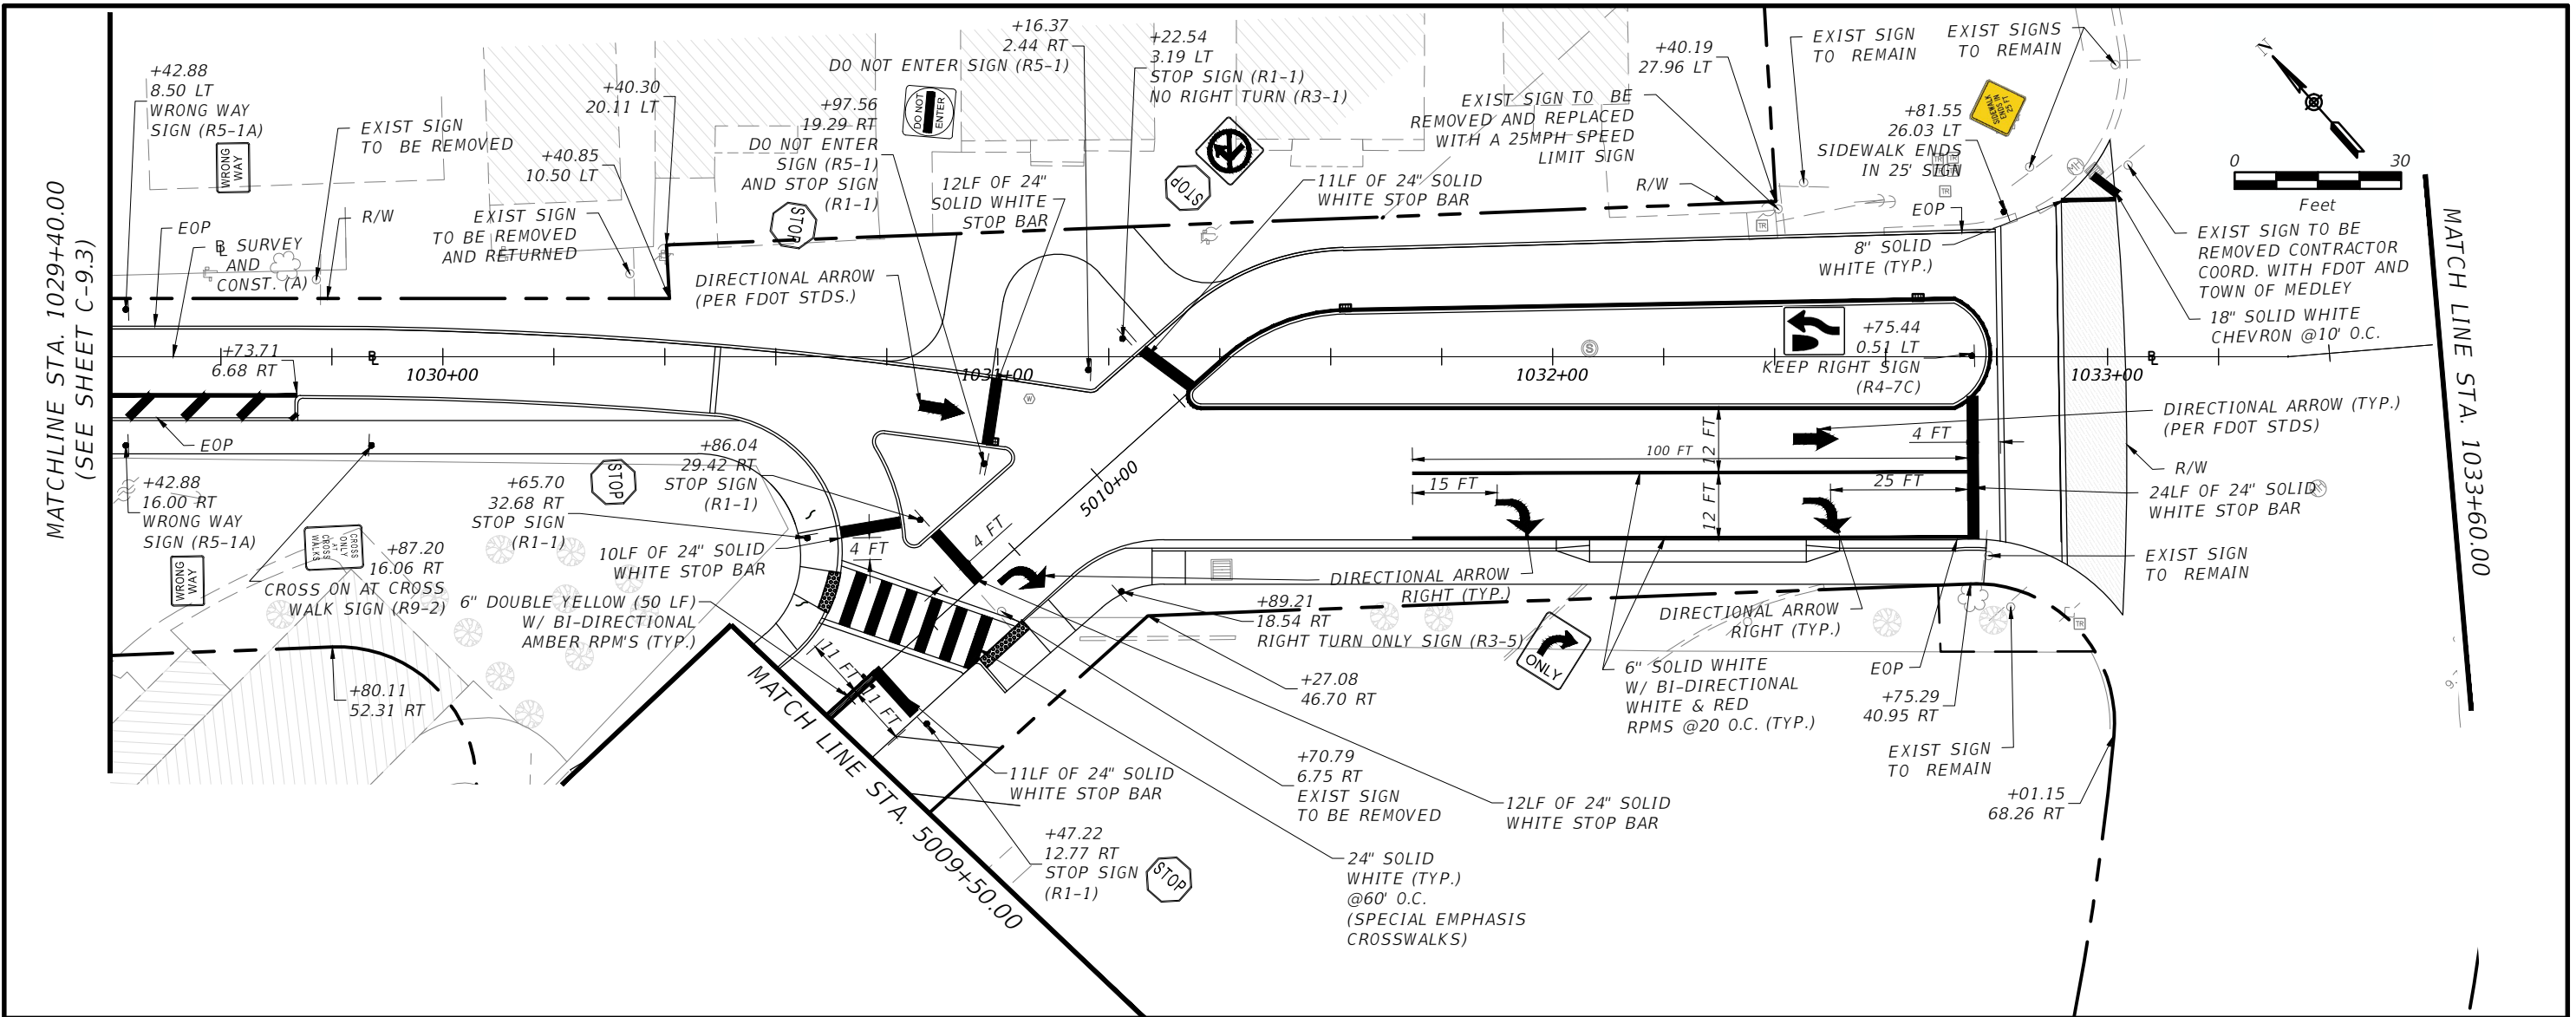 +42.88
8.50 LT
WRONG WAY
SIGN (R5-1A)
WRONG
WAY
EXIST SIGN
TO BE REMOVED
+40.30
20.11 LT
+40.85
10.50 LT
EXIST SIGN
TO BE REMOVED
AND RETURNED
R/W
EOP
B SURVEY
AND
CONST. (A)
+16.37
2.44 RT
DO NOT ENTER SIGN (R5-1)
DO NOT
ENTER
+97.56
19.29 RT
DO NOT ENTER
SIGN (R5-1)
AND STOP SIGN
(R1-1)
STOP
12LF OF 24" SOLID WHITE
STOP BAR
DIRECTIONAL ARROW
(PER FDOT STDS.)
+22.54
3.19 LT
STOP SIGN (R1-1)
NO RIGHT TURN (R3-1)
STOP
11LF OF 24" SOLID
WHITE STOP BAR
EXIST SIGN TO BE
REMOVED AND REPLACED
WITH A 25MPH SPEED
LIMIT SIGN
R/W
+40.19
27.96 LT
EXIST SIGN
TO REMAIN
EXIST SIGNS
TO REMAIN
SIDEWALK
ENDS IN
25 FT
+81.55
26.03 LT
SIDEWALK ENDS
IN 25' SIGN
TR
TR
TR
TR
EOP
8" SOLID
WHITE (TYP.)
N
0
30
Feet
EXIST SIGN TO BE
REMOVED CONTRACTOR
COORD. WITH FDOT AND
TOWN OF MEDLEY
18" SOLID WHITE
CHEVRON @10' O.C.
MATCHLINE STA. 1029+40.00
(SEE SHEET C-9.3)
MATCH LINE STA. 1033+60.00
+73.71
6.68 RT
1030+00
1031+00
1032+00
1033+00
S
W
+75.44
0.51 LT
KEEP RIGHT SIGN
(R4-7C)
EOP
+42.88
16.00 RT
WRONG WAY
SIGN (R5-1A)
WRONG
WAY
CROSS
ONLY
AT
CROSS
WALKS
+87.20
16.06 RT
CROSS ON AT CROSS
WALK SIGN (R9-2)
+65.70
32.68 RT
STOP SIGN
(R1-1)
STOP
+86.04
29.42 RT
STOP SIGN
(R1-1)
10LF OF 24" SOLID
WHITE STOP BAR
4 FT
4 FT
5010+00
6" DOUBLE YELLOW (50 LF)
W/ BI-DIRECTIONAL
AMBER RPM'S (TYP.)
11 FT
11 FT
+80.11
52.31 RT
MATCH LINE STA. 5009+50.00
100 FT
12 FT
12 FT
15 FT
25 FT
4 FT
DIRECTIONAL ARROW (TYP.)
(PER FDOT STDS)
R/W
24LF OF 24" SOLID
WHITE STOP BAR
EXIST SIGN
TO REMAIN
DIRECTIONAL ARROW
RIGHT (TYP.)
+89.21
18.54 RT
RIGHT TURN ONLY SIGN (R3-5)
ONLY
DIRECTIONAL ARROW
RIGHT (TYP.)
TR
+27.08
46.70 RT
6" SOLID WHITE
W/ BI-DIRECTIONAL
WHITE & RED
RPMS @20 O.C. (TYP.)
EOP
+75.29
40.95 RT
EXIST SIGN
TO REMAIN
+01.15
68.26 RT
11LF OF 24" SOLID
WHITE STOP BAR
+47.22
12.77 RT
STOP SIGN
(R1-1)
STOP
+70.79
6.75 RT
EXIST SIGN
TO BE REMOVED
12LF OF 24" SOLID
WHITE STOP BAR
24" SOLID
WHITE (TYP.)
@60' O.C.
(SPECIAL EMPHASIS
CROSSWALKS)